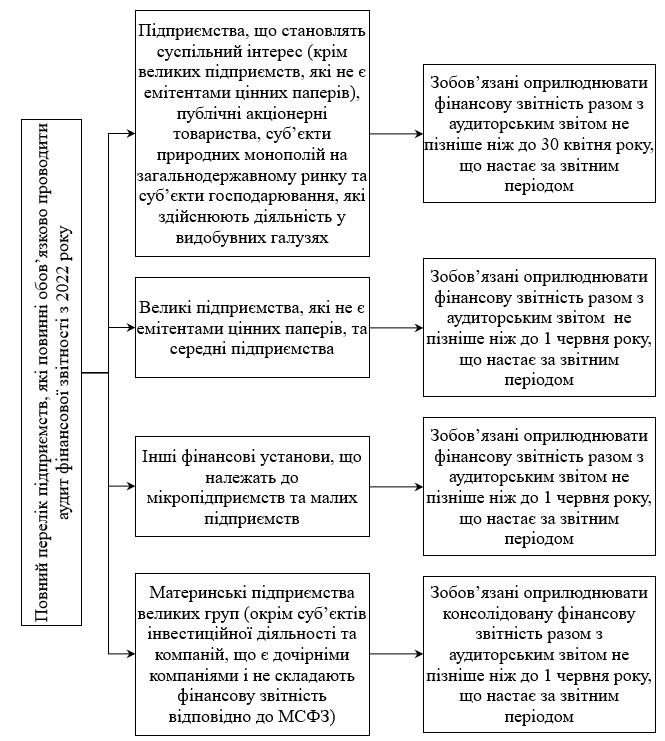 Повний перелік підприємств, які повинні обов’язково проводити
аудит фінансової звітності з 2022 року
Підприємства, що становлять
суспільний інтерес (крім
великих підприємств, які не є
емітентами цінних паперів),
публічні акціонерні
товариства, суб’єкти
природних монополій на
загальнодержавному ринку та
суб’єкти господарювання, які
здійснюють діяльність у
видобувних галузях
Зобов’язані оприлюднювати
фінансову звітність разом з
аудиторським звітом не
пізніше ніж до 30 квітня року,
що настає за звітним
періодом
Великі підприємства, які не є
емітентами цінних паперів, та
середні підприємства
Зобов’язані оприлюднювати
фінансову звітність разом з
аудиторським звітом не
пізніше ніж до 1 червня року,
що настає за звітним
періодом
Інші фінансові установи, що
належать до
мікропідприємств та малих
підприємств
Зобов’язані оприлюднювати
фінансову звітність разом з
аудиторським звітом не
пізніше ніж до 1 червня року,
що настає за звітним
періодом
Материнські підприємства
великих груп (окрім суб’єктів
інвестиційної діяльності та
компаній, що є дочірніми
компаніями і не складають
фінансову звітність
відповідно до МСФЗ)
Зобов’язані оприлюднювати
консолідовану фінансову
звітність разом з
аудиторським звітом не
пізніше ніж до 1 червня року,
що настає за звітним
періодом